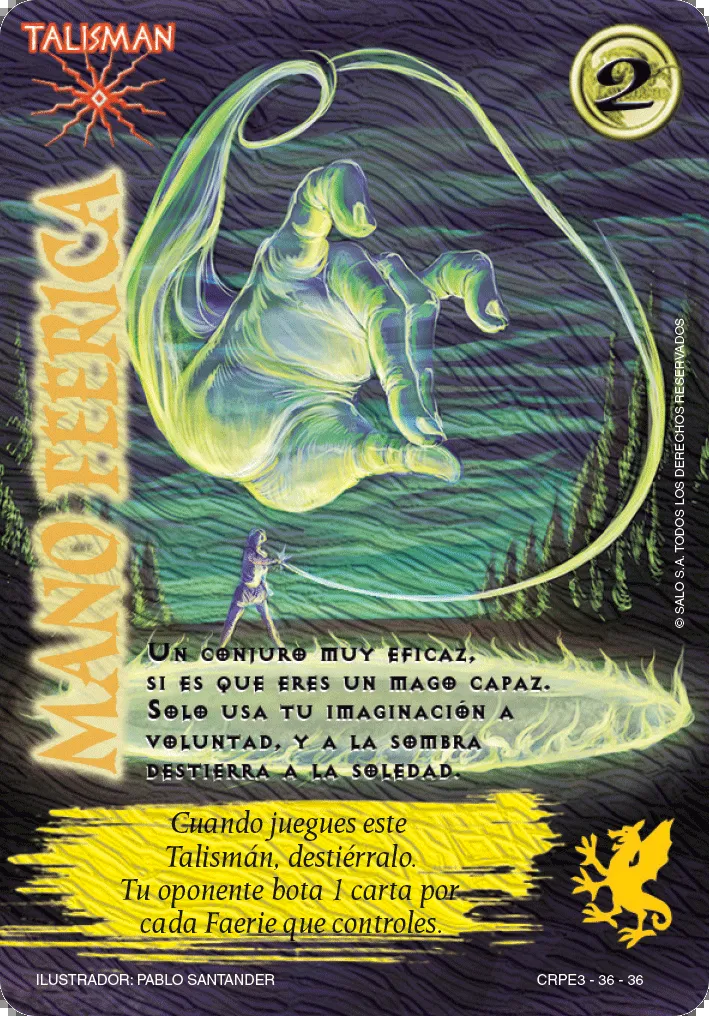 TALISMAN
2
MANO FEERICA
© SALO S.A. TODOS LOS DERECHOS RESERVADOS
Un conjuro muy eficaz,
si es que eres un mago capaz.
Solo usa tu imaginación a
voluntad, y a la sombra
destierra a la soledad.
Cuando juegues este
Talismán, destiérralo.
Tu oponente bota 1 carta por
cada Faerie que controles.
ILUSTRADOR: PABLO SANTANDER
CRPE3 - 36 - 36